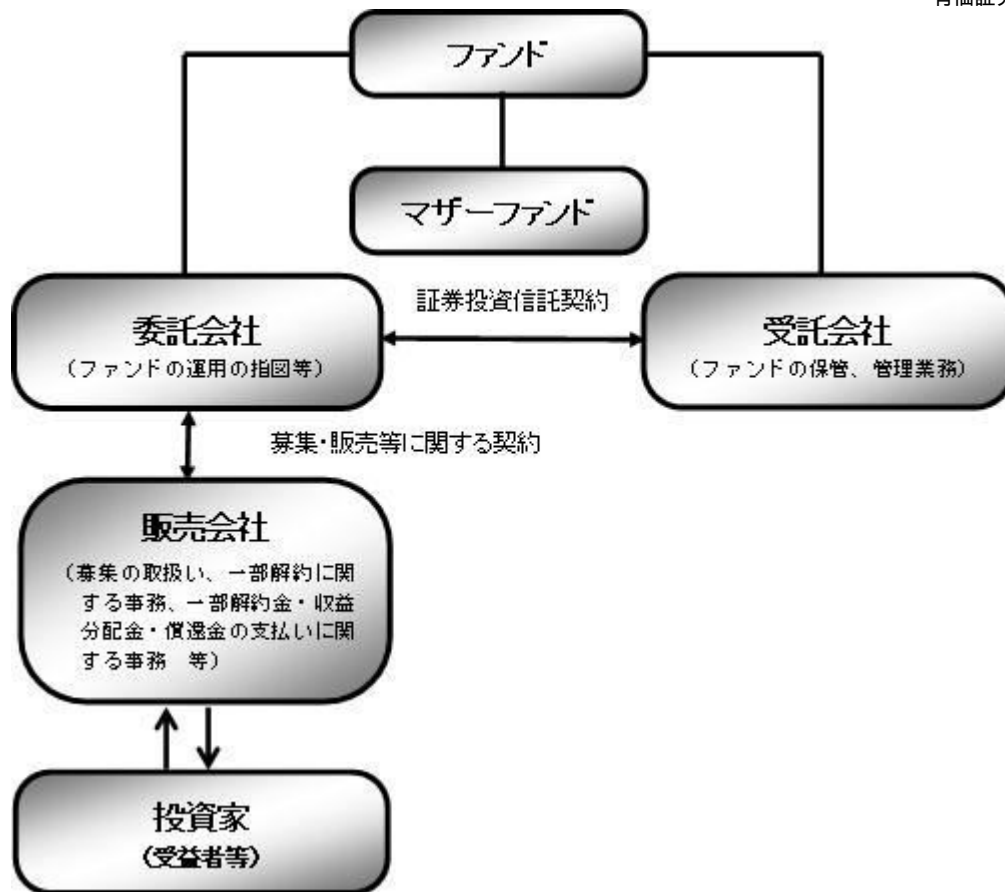 ファンド
マザーファンド
証券投資信託契約
委託会社
(ファンドの運用の指図等)
受託会社
(ファンドの保管、管理業務)
募集・販売等に関する契約
販売会社
(募集の取扱い、一部解約に関
する事務、一部解約金・収益
分配金・償還金の支払いに関
する事務 等)
投資家
(受益者等)